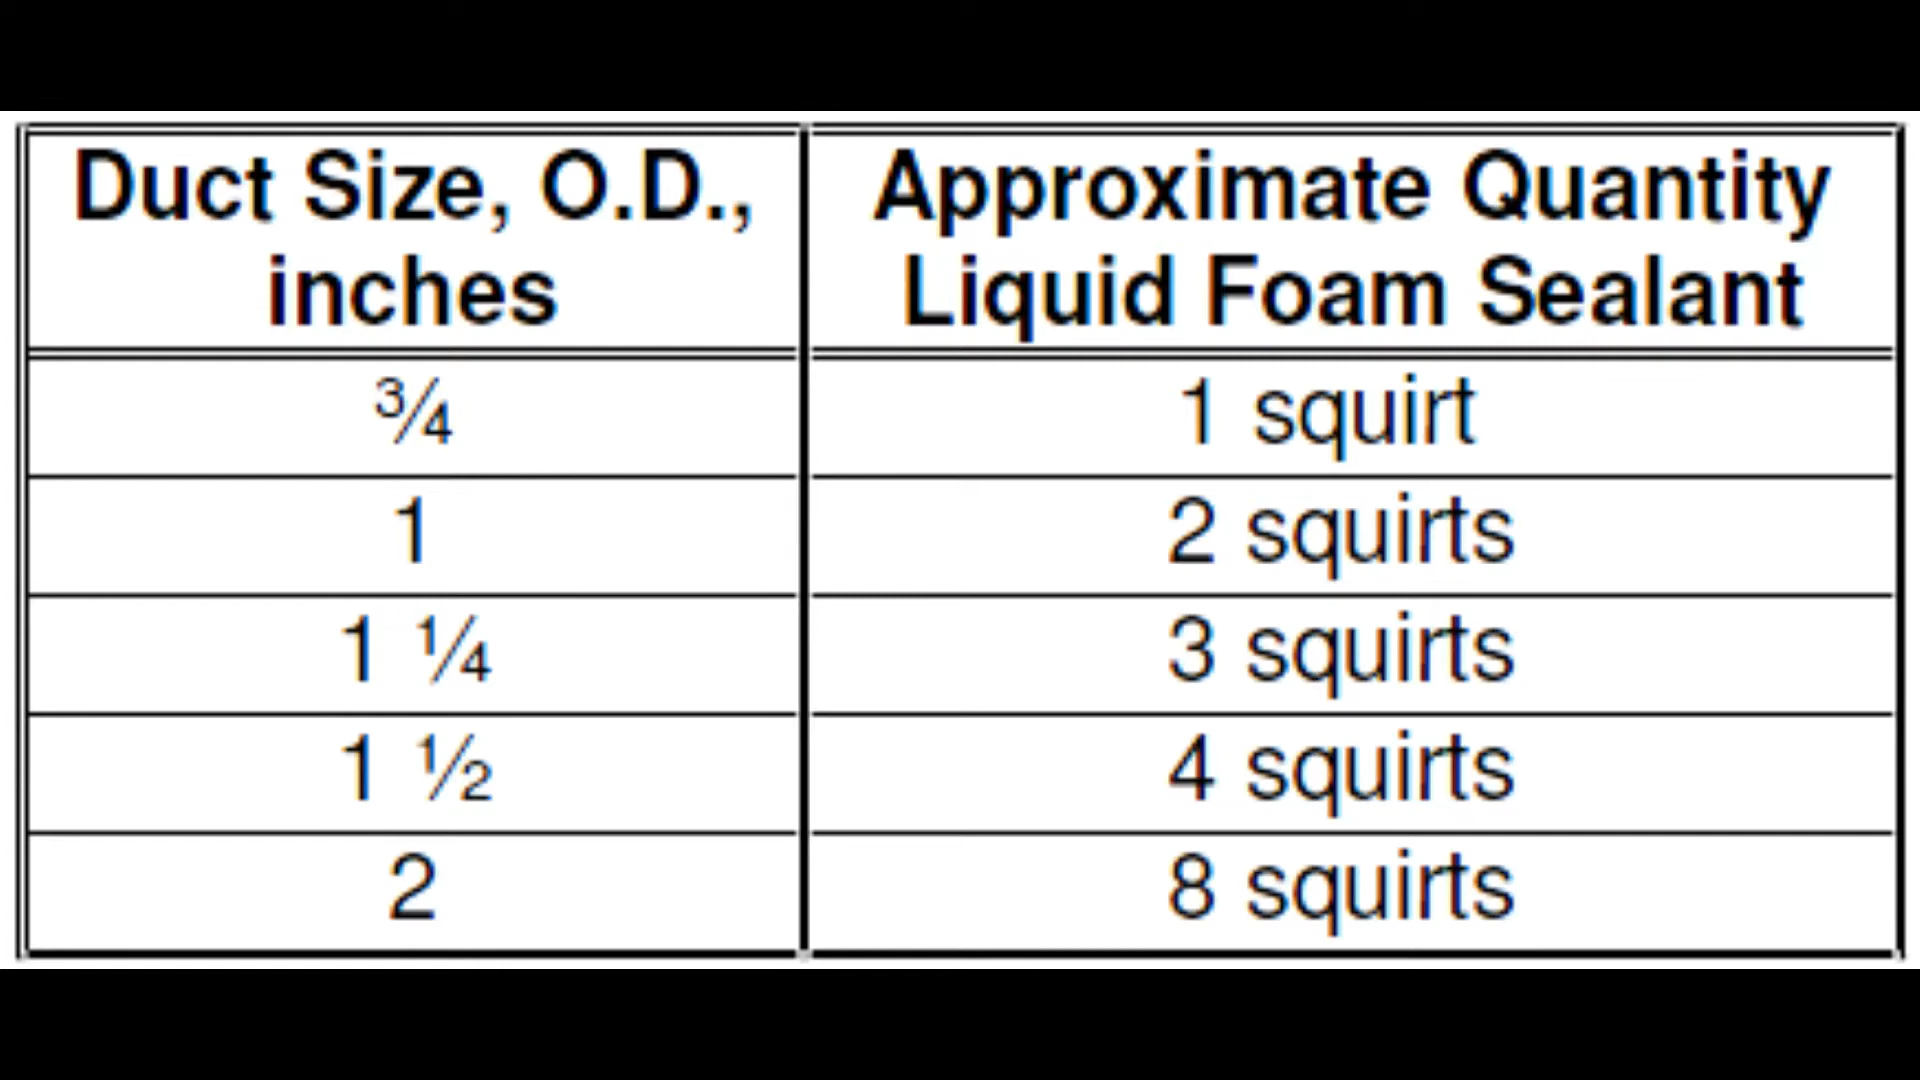 Duct Size, O.D.,
inches
Approximate Quantity
Liquid Foam Sealant
¾
1 squirt
1
2 squirts
1 ¼
3 squirts
1 ½
4 squirts
2
8 squirts